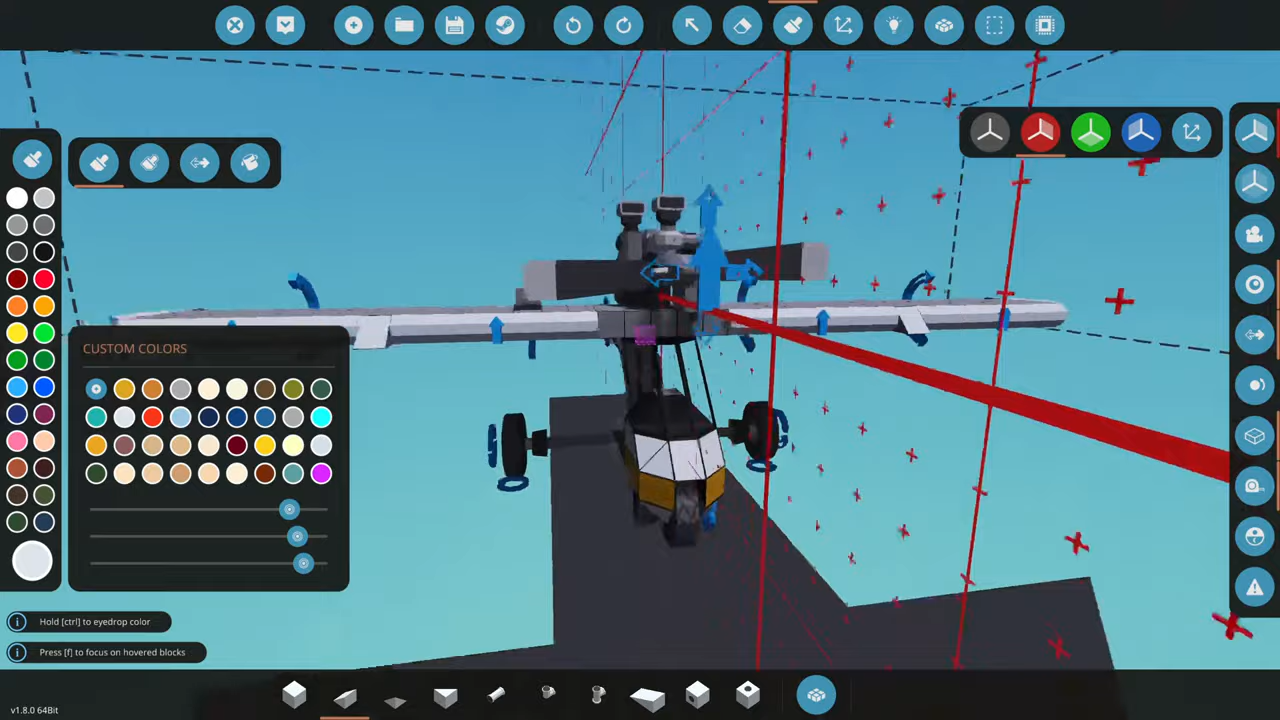 CUSTOM COLORS
Hold [ctrl] to eyedrop color
Press [f] to focus on hovered blocks
v1.8.0 64Bit